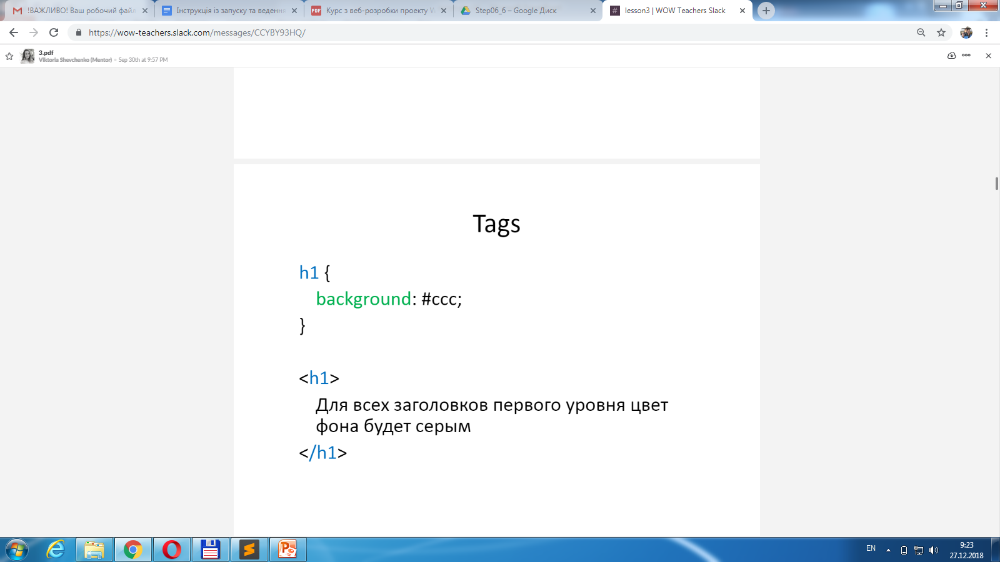 !ВАЖЛИВО! Ваш робочий файл
Інструкція із запуску та веденн
PDF
Курс з веб-розробки проекту W
Step06_6 – Google Диск
#
lesson3 | WOW Teachers Slack
https://wow-teachers.slack.com/messages/CCYBY93HQ/
3.pdf
Viktoria Shevchenko (Mentor) • Sep 30th at 9:57 PM
Tags
h1 {
background: #ccc;
}
<h1>
Для всех заголовков первого уровня цвет
фона будет серым
</h1>
EN
9:23
27.12.2018